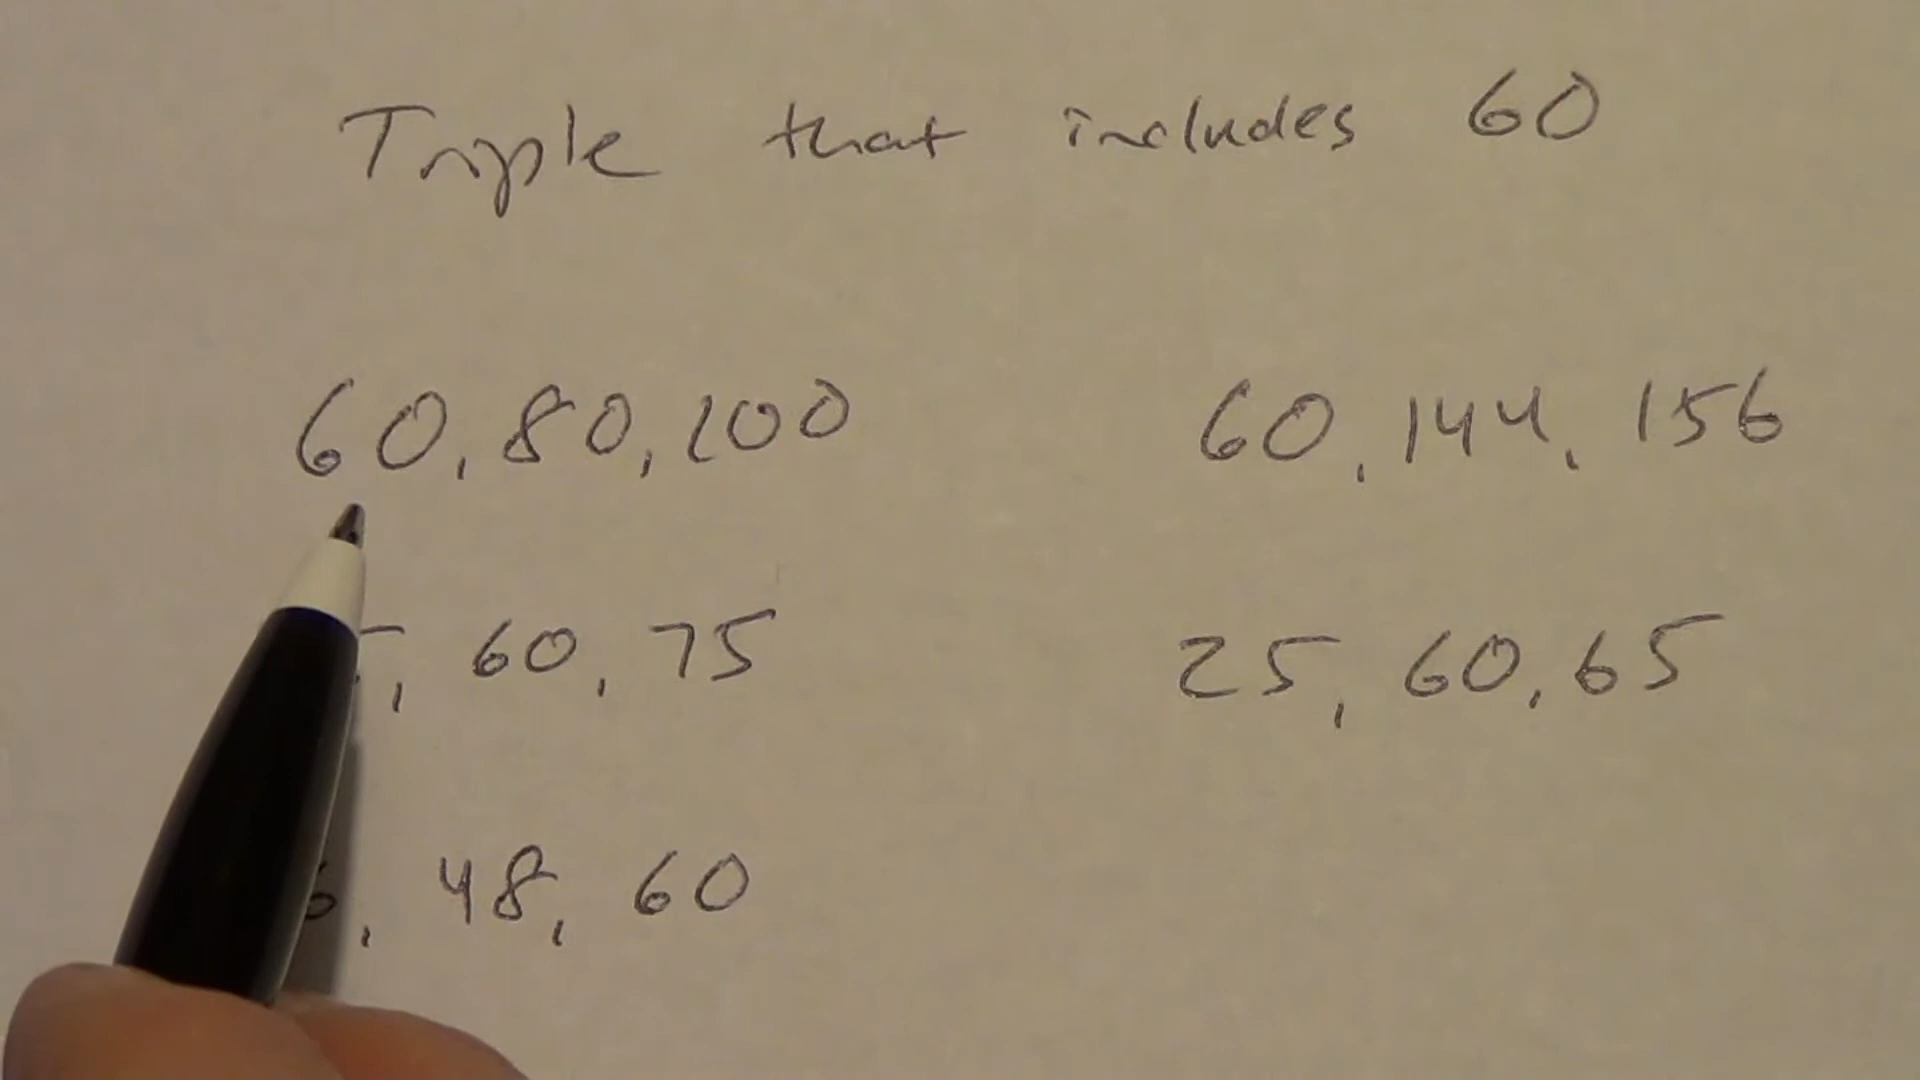 Triple that includes 60
60, 80, 100 60, 144, 156
, 60, 75 25, 60, 65
, 48, 60